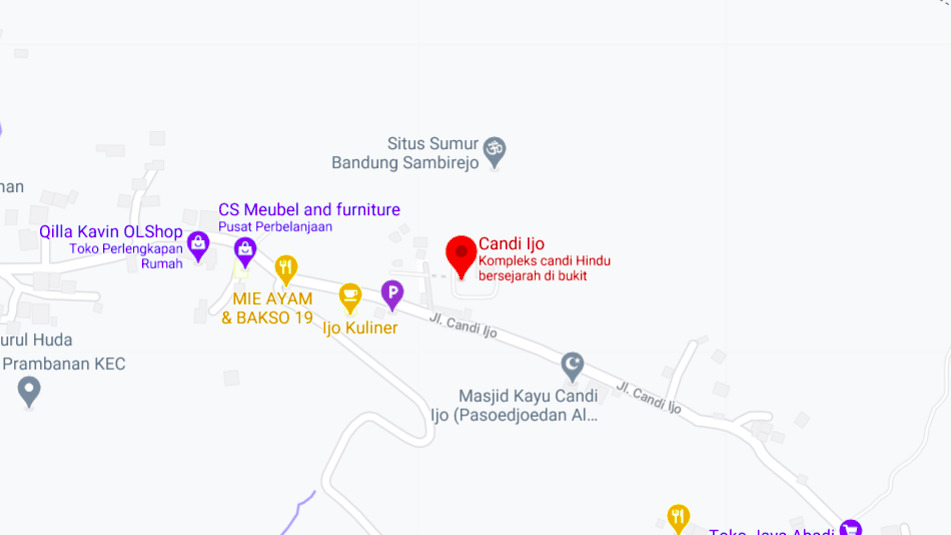 Situs Sumur
Bandung Sambirejo
nan
CS Meubel and furniture
Pusat Perbelanjaan
Qilla Kavin OLShop
Toko Perlengkapan
Rumah
Candi Ijo
Kompleks candi Hindu
bersejarah di bukit
P
MIE AYAM
& BAKSO 19
Ijo Kuliner
Jl. Candi Ijo
urul Huda
Prambanan KEC
Masjid Kayu Candi
Ijo (Pasoedjoedan Al...
Jl. Candi Ijo
Toko Jaya Abadi